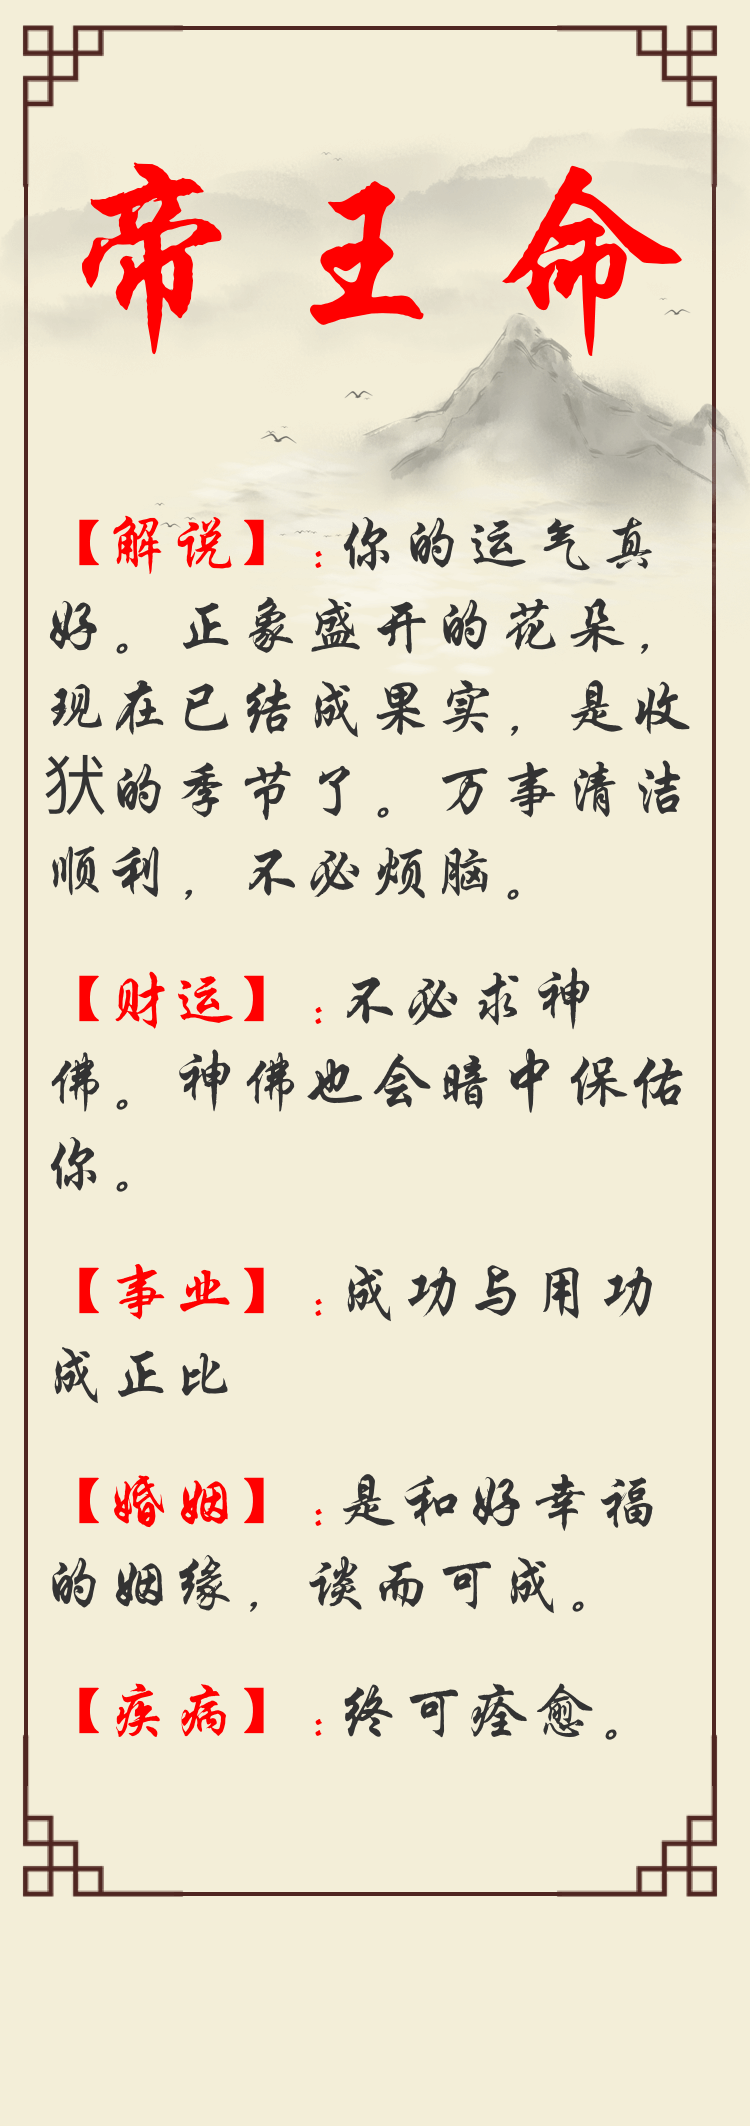 帝王命
【解说】:你的运气真
好。正象盛开的花朵,
现在已结成果实,是收
犾的季节了。万事清洁
顺利,不必烦脑。
【财运】:不必求神
佛。神佛也会暗中保佑
你。
【事业】:成功与用功
成正比
【婚姻】:是和好幸福
的姻缘,谈而可成。
【疾病】:终可痊愈。